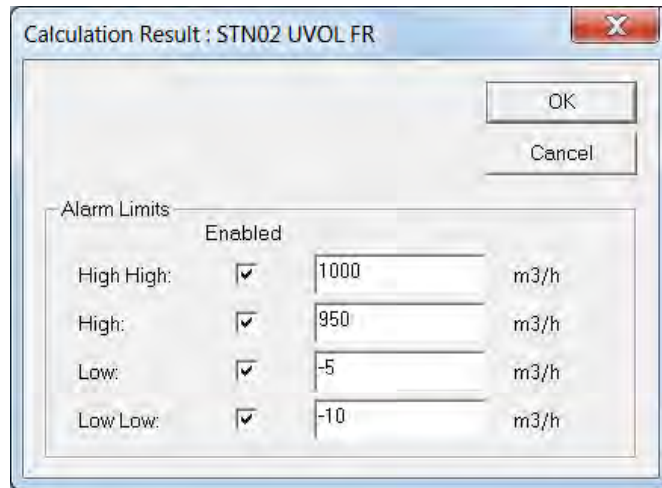 Calculation Result : STN02 UVOL FR
OK
Cancel
Alarm Limits
Enabled
High High: 1000 m3/h
High: 950 m3/h
Low: -5 m3/h
Low Low: -10 m3/h